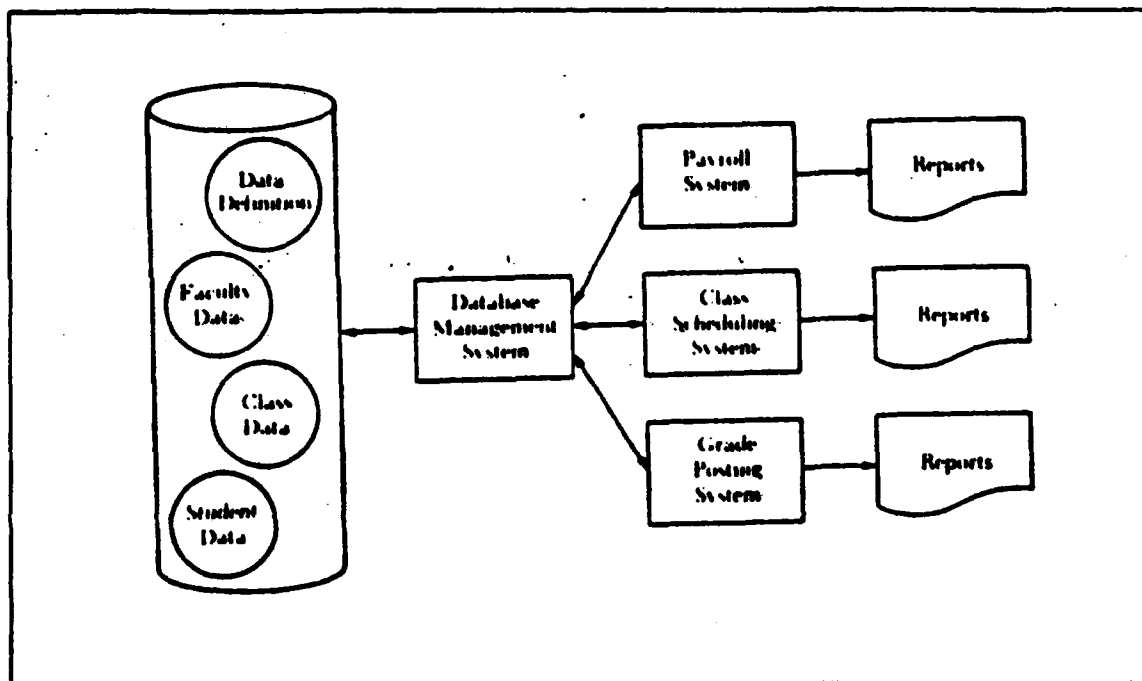 Data
Definition
Faculty
Data
Class
Data
Student
Data
Database
Management
System
Payroll
System
Reports
Class
Scheduling
System
Reports
Grade
Posting
System
Reports